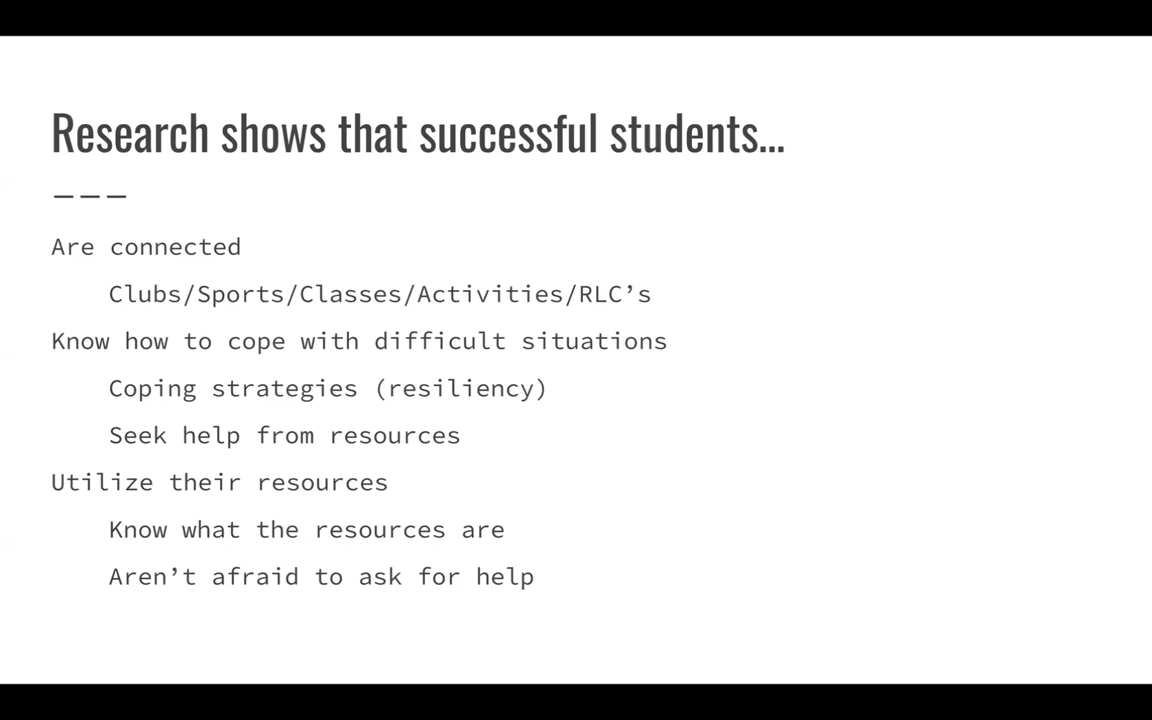 Research shows that successful students...
Are connected
Clubs/Sports/Classes/Activities/RLC’s
Know how to cope with difficult situations
Coping strategies (resiliency)
Seek help from resources
Utilize their resources
Know what the resources are
Aren’t afraid to ask for help